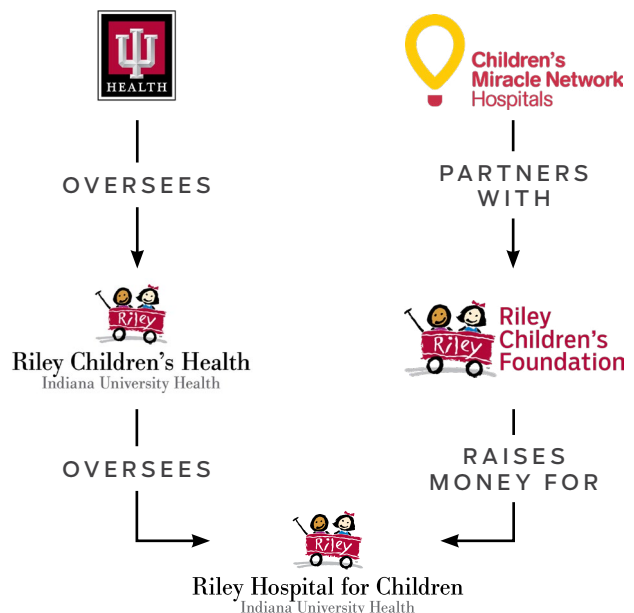 HEALTH
Children's
Miracle Network
Hospitals
OVERSEES
PARTNERS
WITH
Riley
Riley Children's Health
Indiana University Health
Riley
Riley
Children's
Foundation
OVERSEES
RAISES
MONEY FOR
Riley
Riley Hospital for Children
Indiana University Health